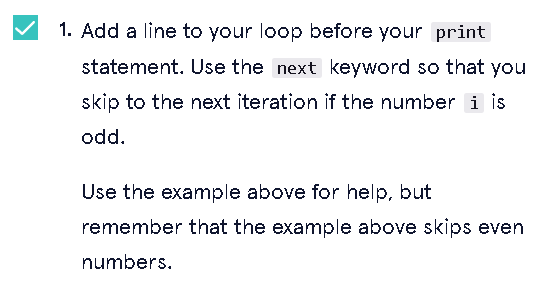 1. Add a line to your loop before your print
statement. Use the next keyword so that you
skip to the next iteration if the number i is
odd.
Use the example above for help, but
remember that the example above skips even
numbers.